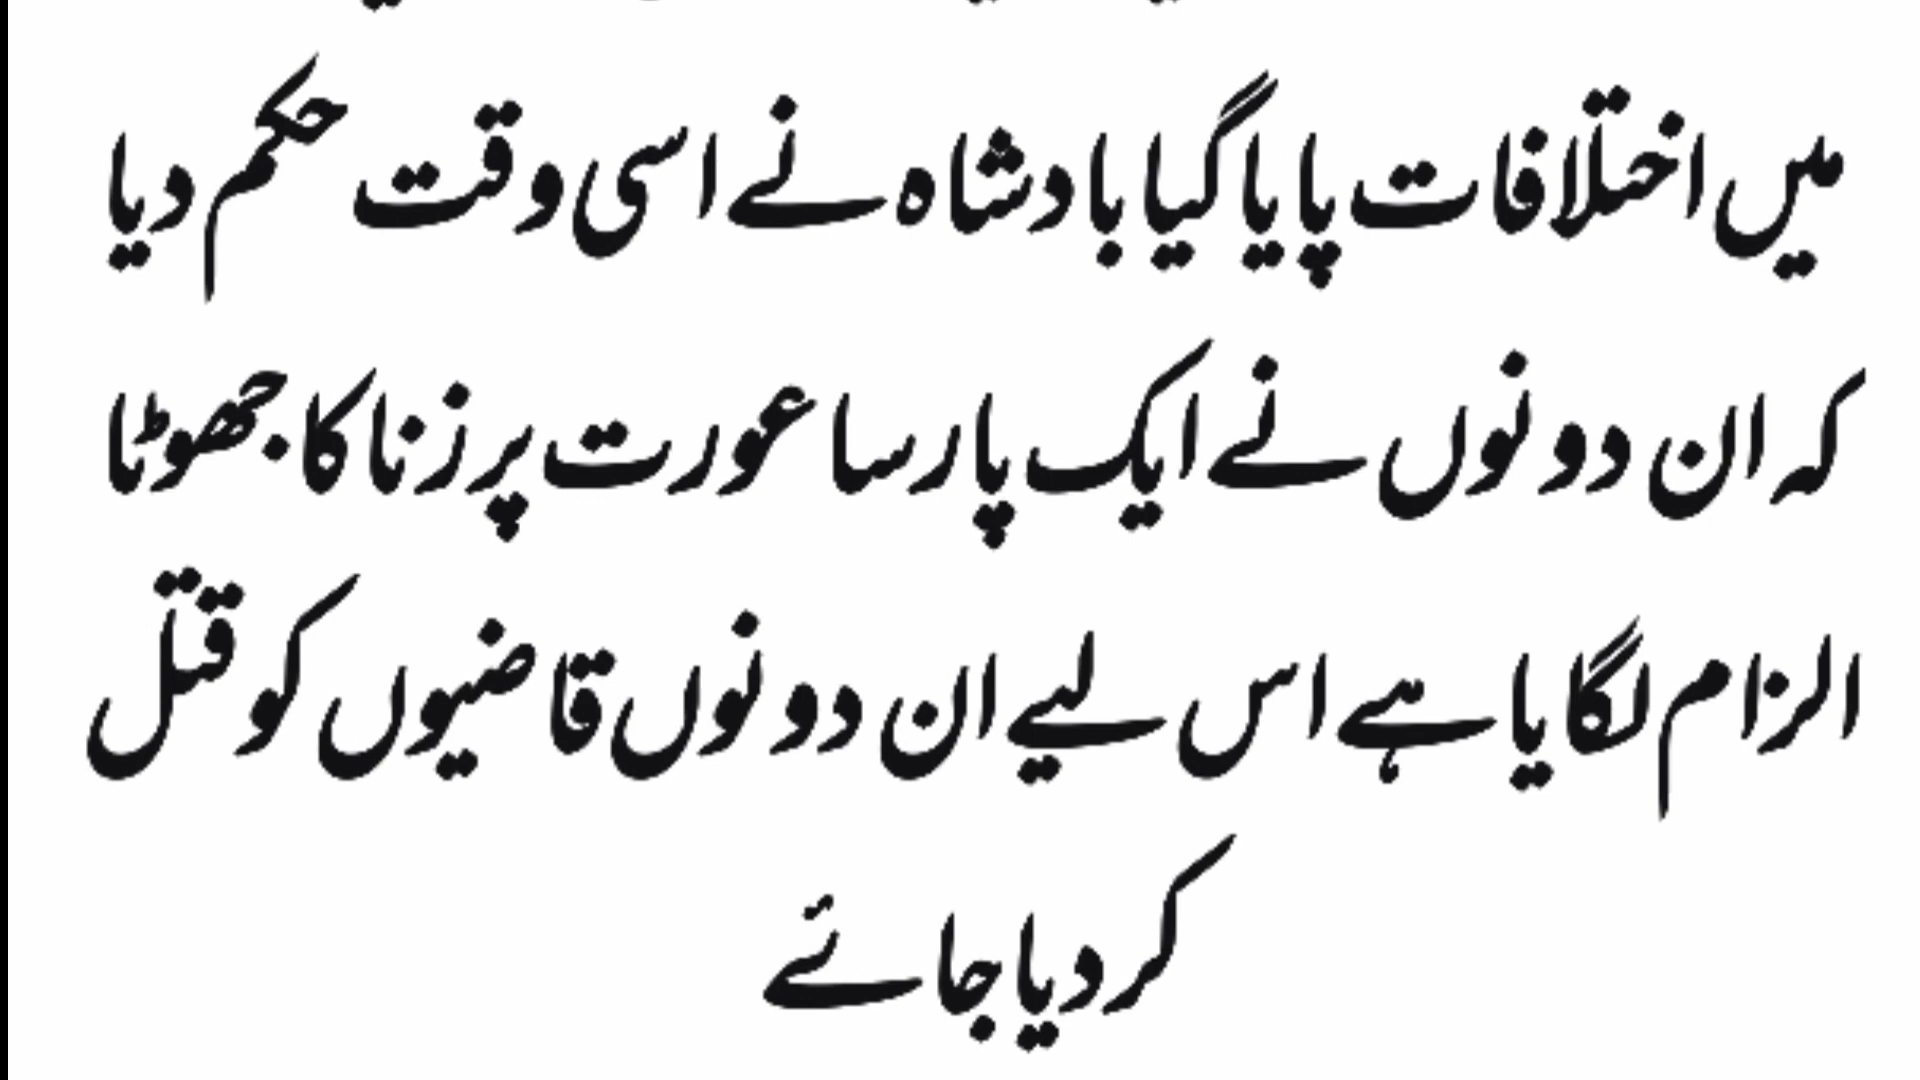 میں اختلافات پایا گیا بادشاہ نے اسی وقت حکم دیا
کہ ان دونوں نے ایک پارسا عورت پر زنا کا جھوٹا
الزام لگایا ہے اس لیے ان دونوں قاضیوں کو قتل
کر دیا جائے